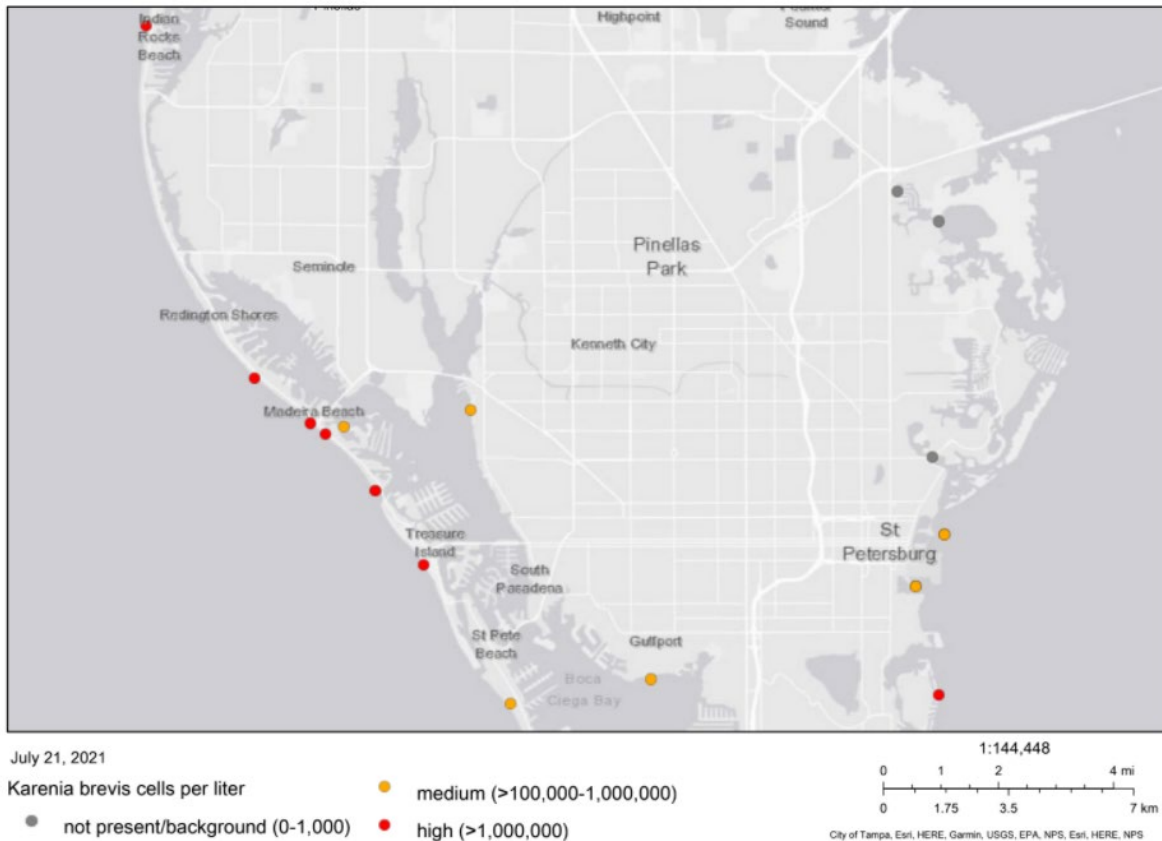 Pinellas
Highpoint
Sound
Indian
Rocks
Beach
Pinellas
Park
Seminole
Redington Shores
Kenneth City
Madeira Beach
St
Petersburg
Treasure
Island
South
Pasadena
St Pete
Beach
Gulfport
Boca
Ciega Bay
July 21, 2021
Karenia brevis cells per liter
not present/background (0-1,000)
medium (>100,000-1,000,000)
high (>1,000,000)
1:144,448
0 1 2 4 mi
0 1.75 3.5 7 km
City of Tampa, Esri, HERE, Garmin, USGS, EPA, NPS, Esri, HERE, NPS